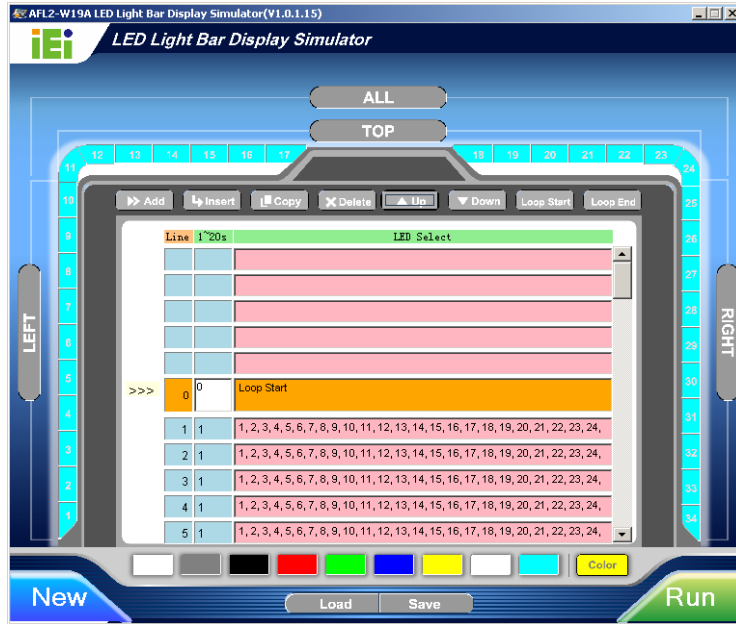 AFL2-W19A LED Light Bar Display Simulator(V1.0.1.15)
iEi
LED Light Bar Display Simulator
ALL
TOP
12 13 14 15 16 17 18 19 20 21 22 23
11 24
10 25
9 26
8 27
7 28
6 29
5 30
4 31
3 32
2 33
1 34
LEFT
RIGHT
Add Insert Copy Delete Up Down Loop Start Loop End
Line 1~20s LED Select
>>> 0 0 Loop Start
1 1 1, 2, 3, 4, 5, 6, 7, 8, 9, 10, 11, 12, 13, 14, 15, 16, 17, 18, 19, 20, 21, 22, 23, 24,
2 1 1, 2, 3, 4, 5, 6, 7, 8, 9, 10, 11, 12, 13, 14, 15, 16, 17, 18, 19, 20, 21, 22, 23, 24,
3 1 1, 2, 3, 4, 5, 6, 7, 8, 9, 10, 11, 12, 13, 14, 15, 16, 17, 18, 19, 20, 21, 22, 23, 24,
4 1 1, 2, 3, 4, 5, 6, 7, 8, 9, 10, 11, 12, 13, 14, 15, 16, 17, 18, 19, 20, 21, 22, 23, 24,
5 1 1, 2, 3, 4, 5, 6, 7, 8, 9, 10, 11, 12, 13, 14, 15, 16, 17, 18, 19, 20, 21, 22, 23, 24,
Color
New
Load Save
Run